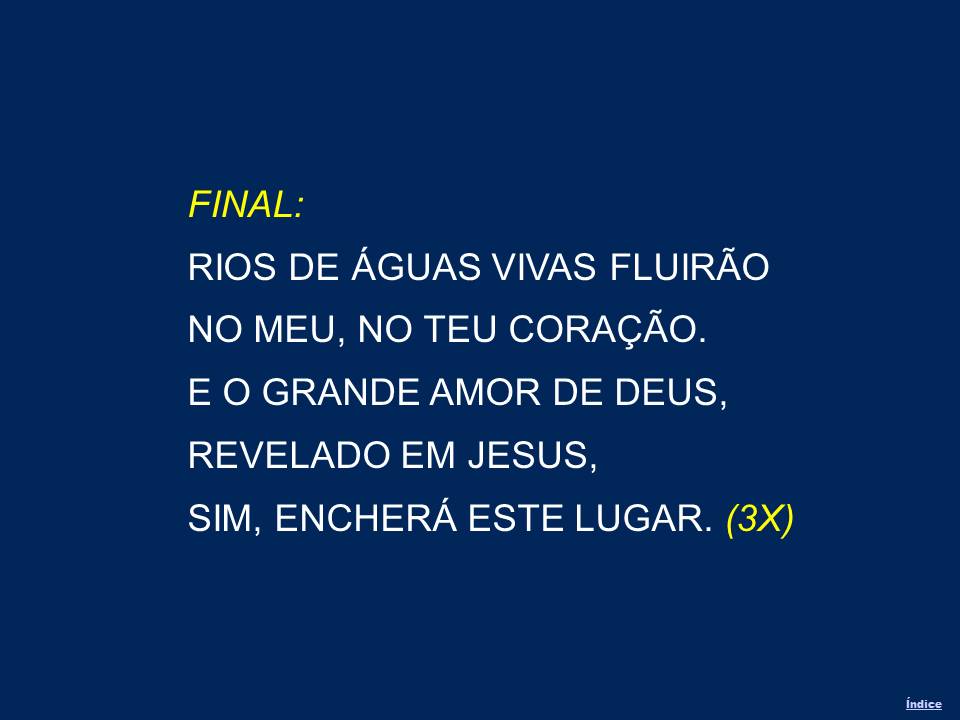 FINAL:
RIOS DE ÁGUAS VIVAS FLUIRÃO
NO MEU, NO TEU CORAÇÃO.
E O GRANDE AMOR DE DEUS,
REVELADO EM JESUS,
SIM, ENCHERÁ ESTE LUGAR. (3X)
Índice